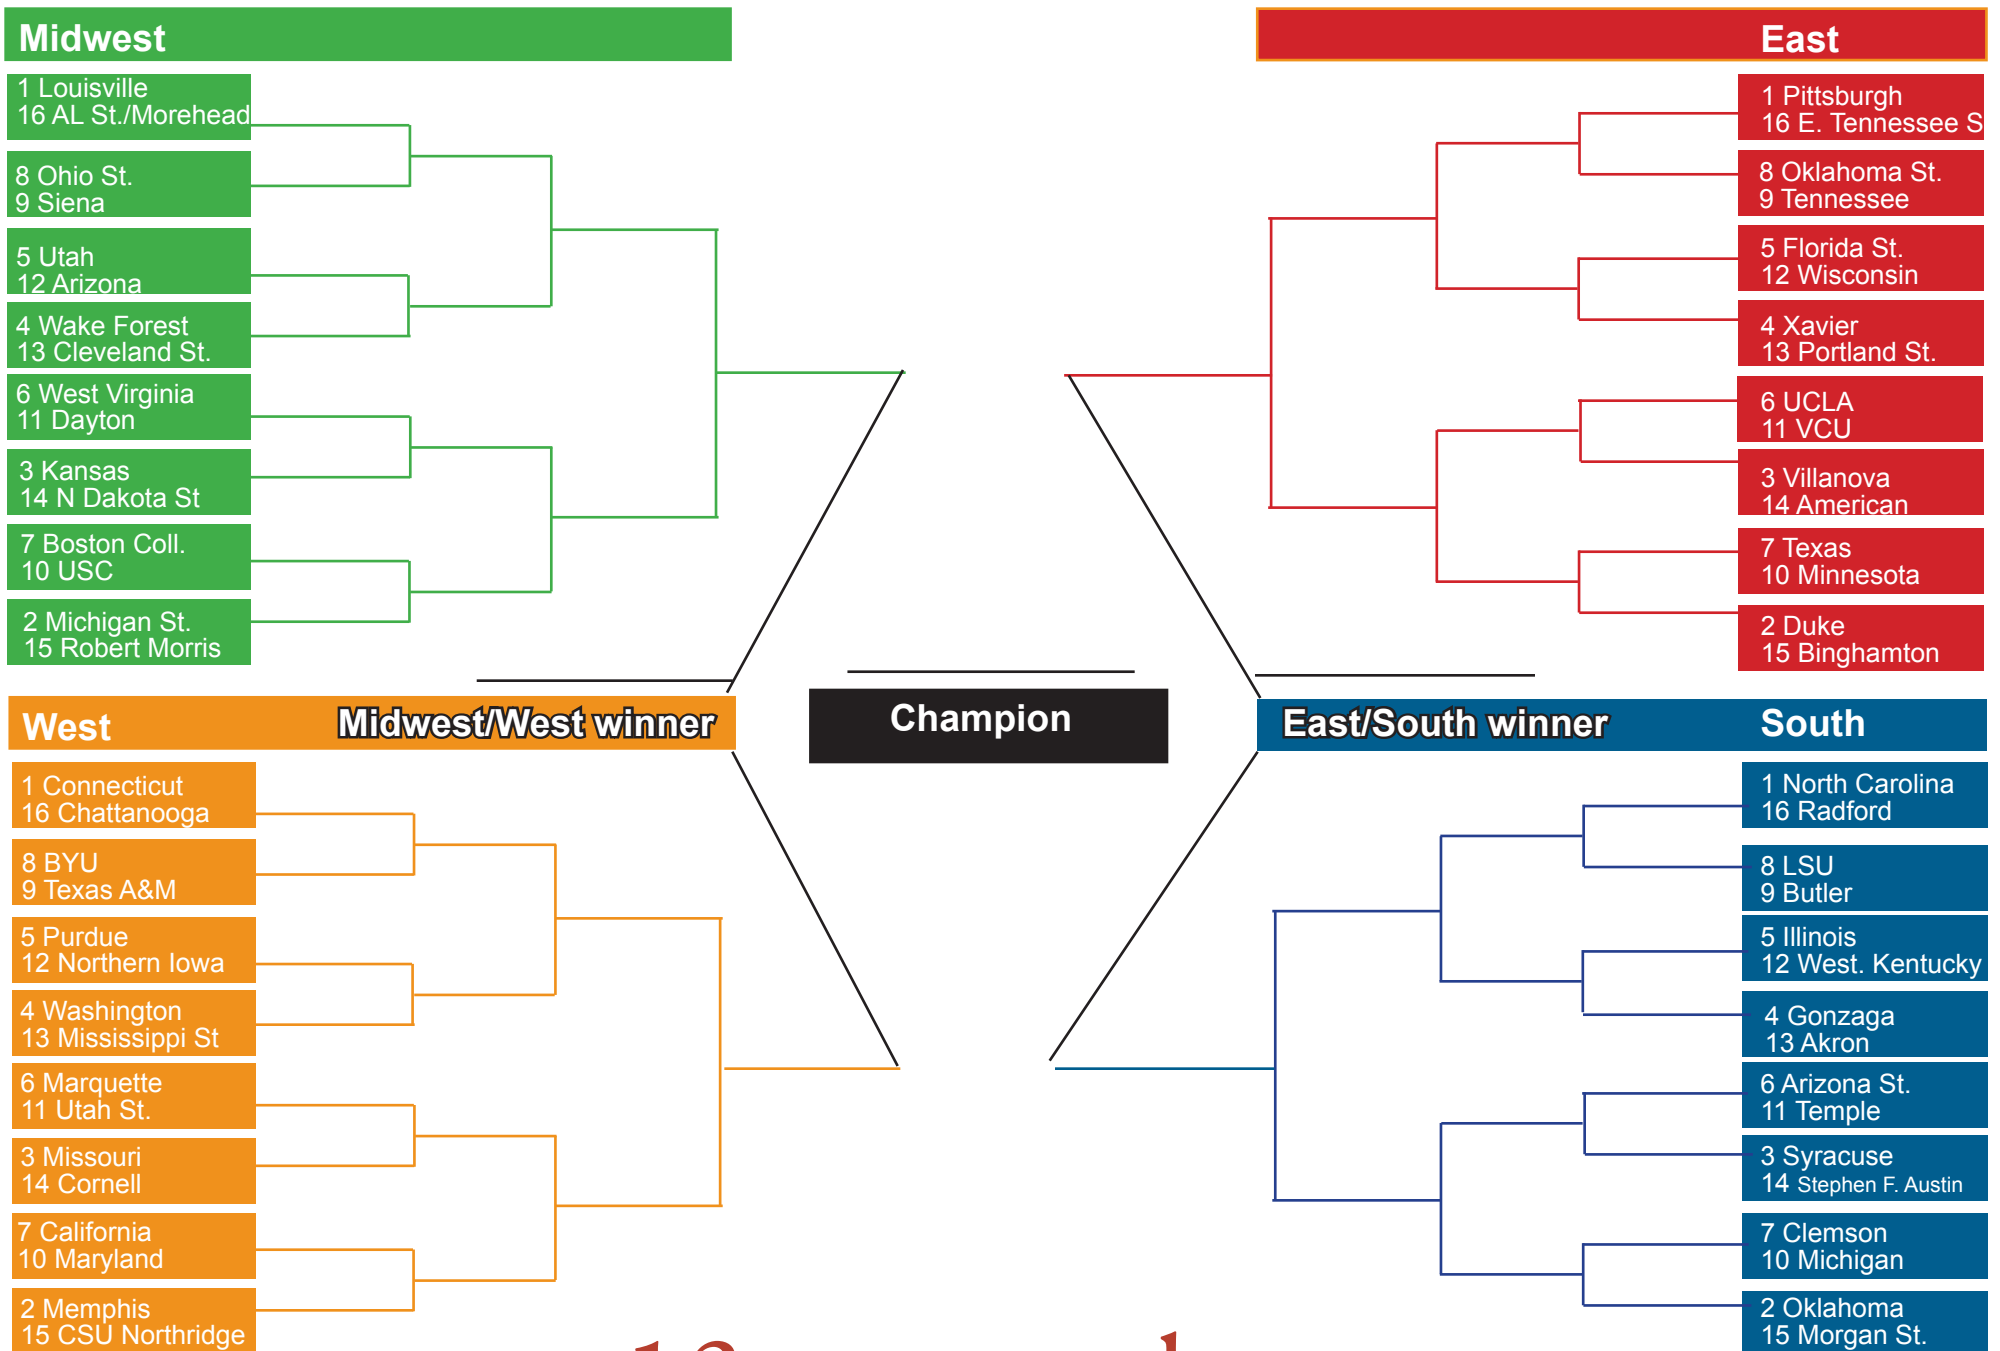 Midwest
1 Louisville
16 AL St./Morehead
8 Ohio St.
9 Siena
5 Utah
12 Arizona
4 Wake Forest
13 Cleveland St.
6 West Virginia
11 Dayton
3 Kansas
14 N Dakota St
7 Boston Coll.
10 USC
2 Michigan St.
15 Robert Morris
East
1 Pittsburgh
16 E. Tennessee S
8 Oklahoma St.
9 Tennessee
5 Florida St.
12 Wisconsin
4 Xavier
13 Portland St.
6 UCLA
11 VCU
3 Villanova
14 American
7 Texas
10 Minnesota
2 Duke
15 Binghamton
West
Midwest/West winner
Champion
East/South winner
South
1 Connecticut
16 Chattanooga
8 BYU
9 Texas A&M
5 Purdue
12 Northern Iowa
4 Washington
13 Mississippi St
6 Marquette
11 Utah St.
3 Missouri
14 Cornell
7 California
10 Maryland
2 Memphis
15 CSU Northridge
1 North Carolina
16 Radford
8 LSU
9 Butler
5 Illinois
12 West. Kentucky
4 Gonzaga
13 Akron
6 Arizona St.
11 Temple
3 Syracuse
14 Stephen F. Austin
7 Clemson
10 Michigan
2 Oklahoma
15 Morgan St.